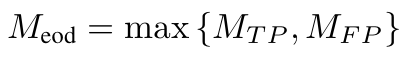 M_eod = max {M_TP, M_FP}